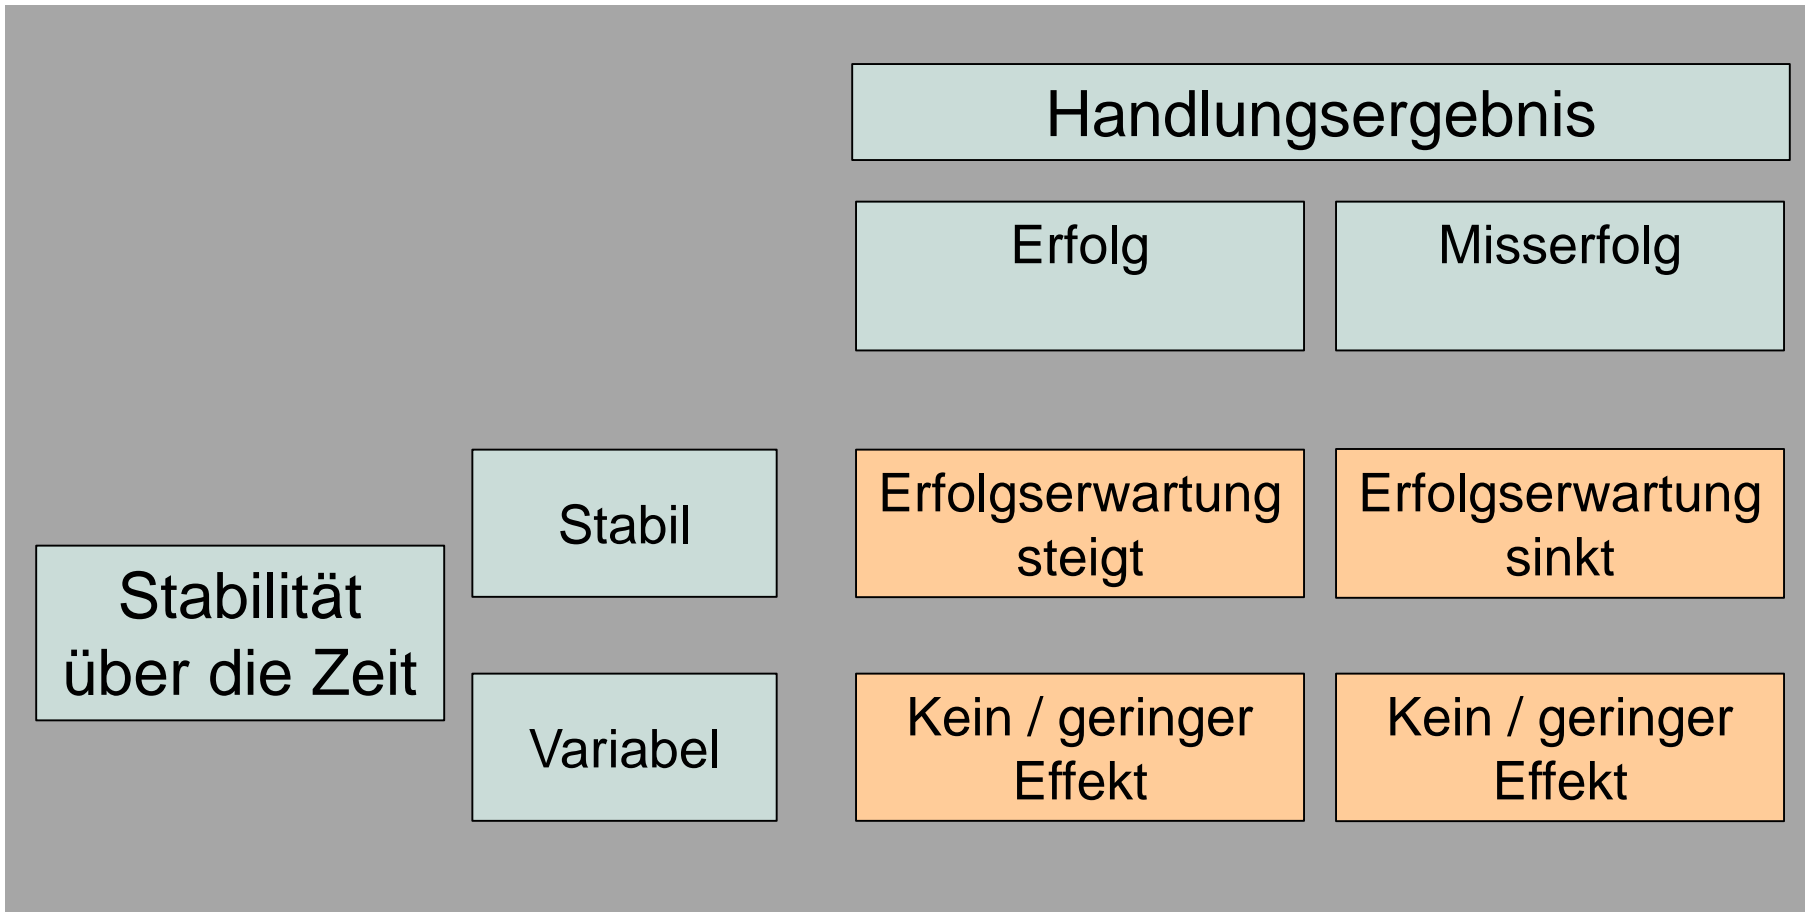 Handlungsergebnis
Erfolg
Misserfolg
Stabilität
über die Zeit
Stabil
Erfolgserwartung
steigt
Erfolgserwartung
sinkt
Variabel
Kein / geringer
Effekt
Kein / geringer
Effekt